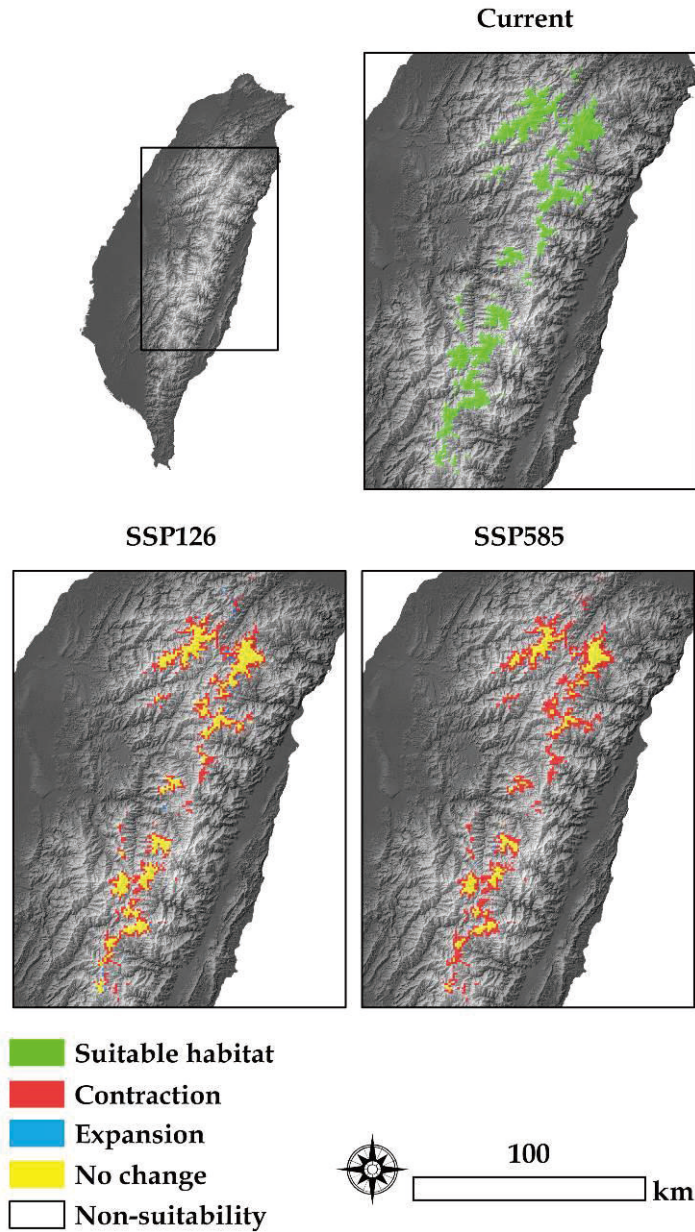 Current
SSP126
SSP585
Suitable habitat
Contraction
Expansion
No change
Non-suitability
100
km